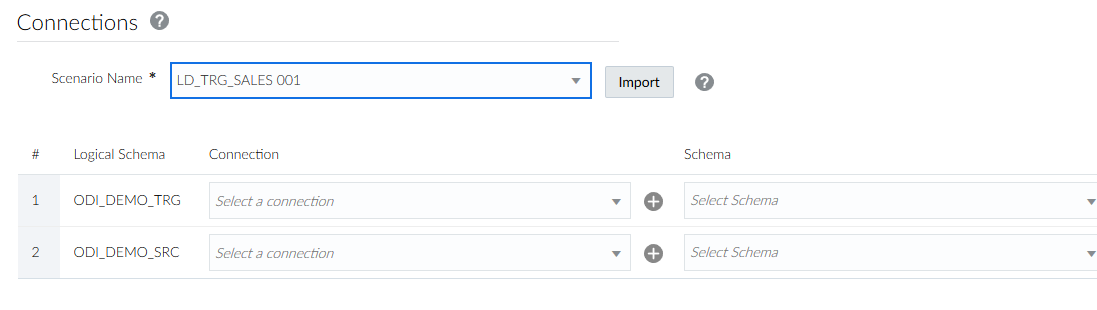 Connections ?
Scenario Name * LD_TRG_SALES 001 Import ?
# Logical Schema Connection Schema
1 ODI_DEMO_TRG Select a connection Select Schema
2 ODI_DEMO_SRC Select a connection Select Schema